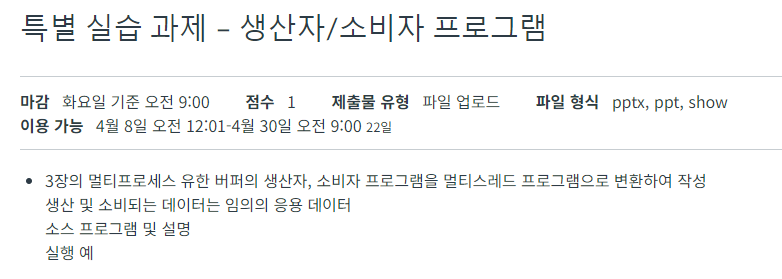 특별 실습 과제 – 생산자/소비자 프로그램
마감 화요일 기준 오전 9:00 점수 1 제출물 유형 파일 업로드 파일 형식 pptx, ppt, show
이용 가능 4월 8일 오전 12:01-4월 30일 오전 9:00 22일
• 3장의 멀티프로세스 유한 버퍼의 생산자, 소비자 프로그램을 멀티스레드 프로그램으로 변환하여 작성
생산 및 소비되는 데이터는 임의의 응용 데이터
소스 프로그램 및 설명
실행 예